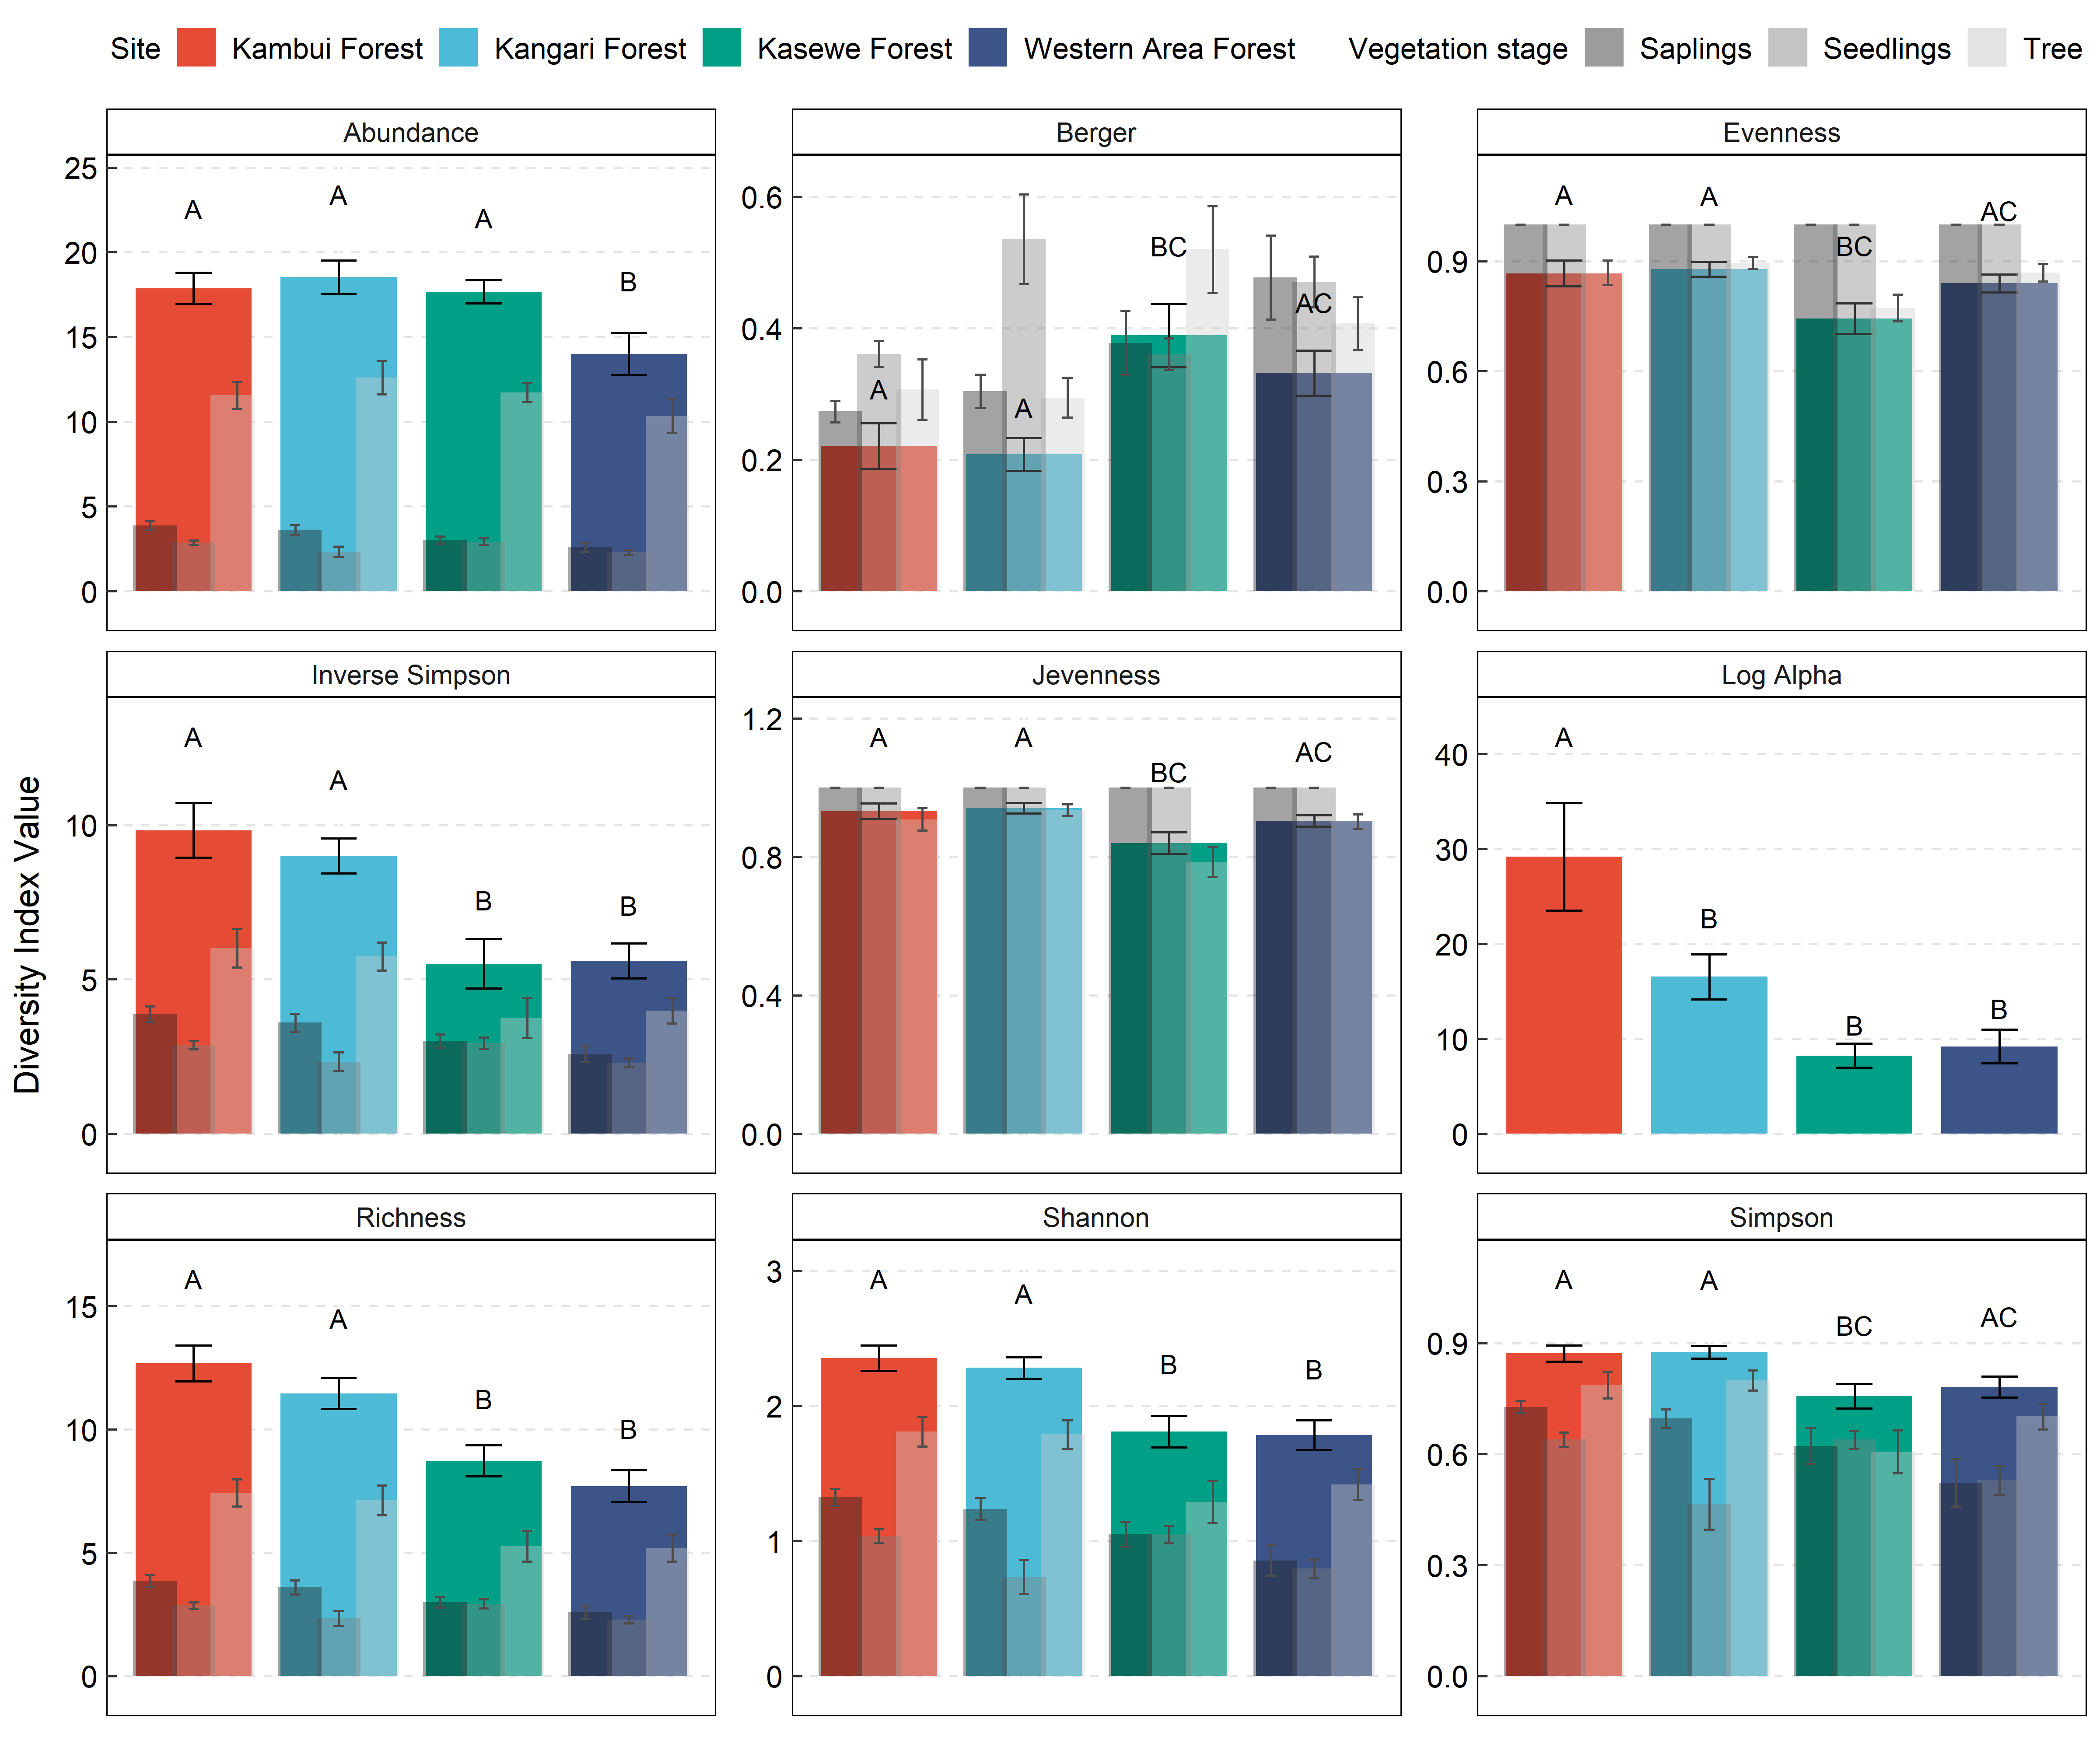 Site Kambui Forest Kangari Forest Kasewe Forest Western Area Forest Vegetation stage Saplings Seedlings Tree
Diversity Index Value
Abundance
25
20
15
10
5
0
A
A
A
B
Berger
0.6
0.4
0.2
0.0
A
A
BC
AC
Evenness
0.9
0.6
0.3
0.0
A
A
BC
AC
Inverse Simpson
10
5
0
A
A
B
B
Jevenness
1.2
0.8
0.4
0.0
A
A
BC
AC
Log Alpha
40
30
20
10
0
A
B
B
B
Richness
15
10
5
0
A
A
B
B
Shannon
3
2
1
0
A
A
B
B
Simpson
0.9
0.6
0.3
0.0
A
A
BC
AC